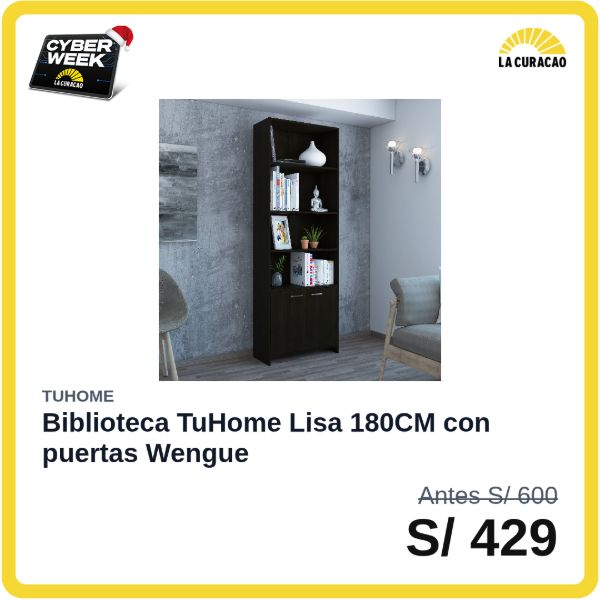 CYBER
WEEK
LA CURACAO
LA CURACAO
TUHOME
Biblioteca TuHome Lisa 180CM con
puertas Wengue
Antes S/ 600
S/ 429